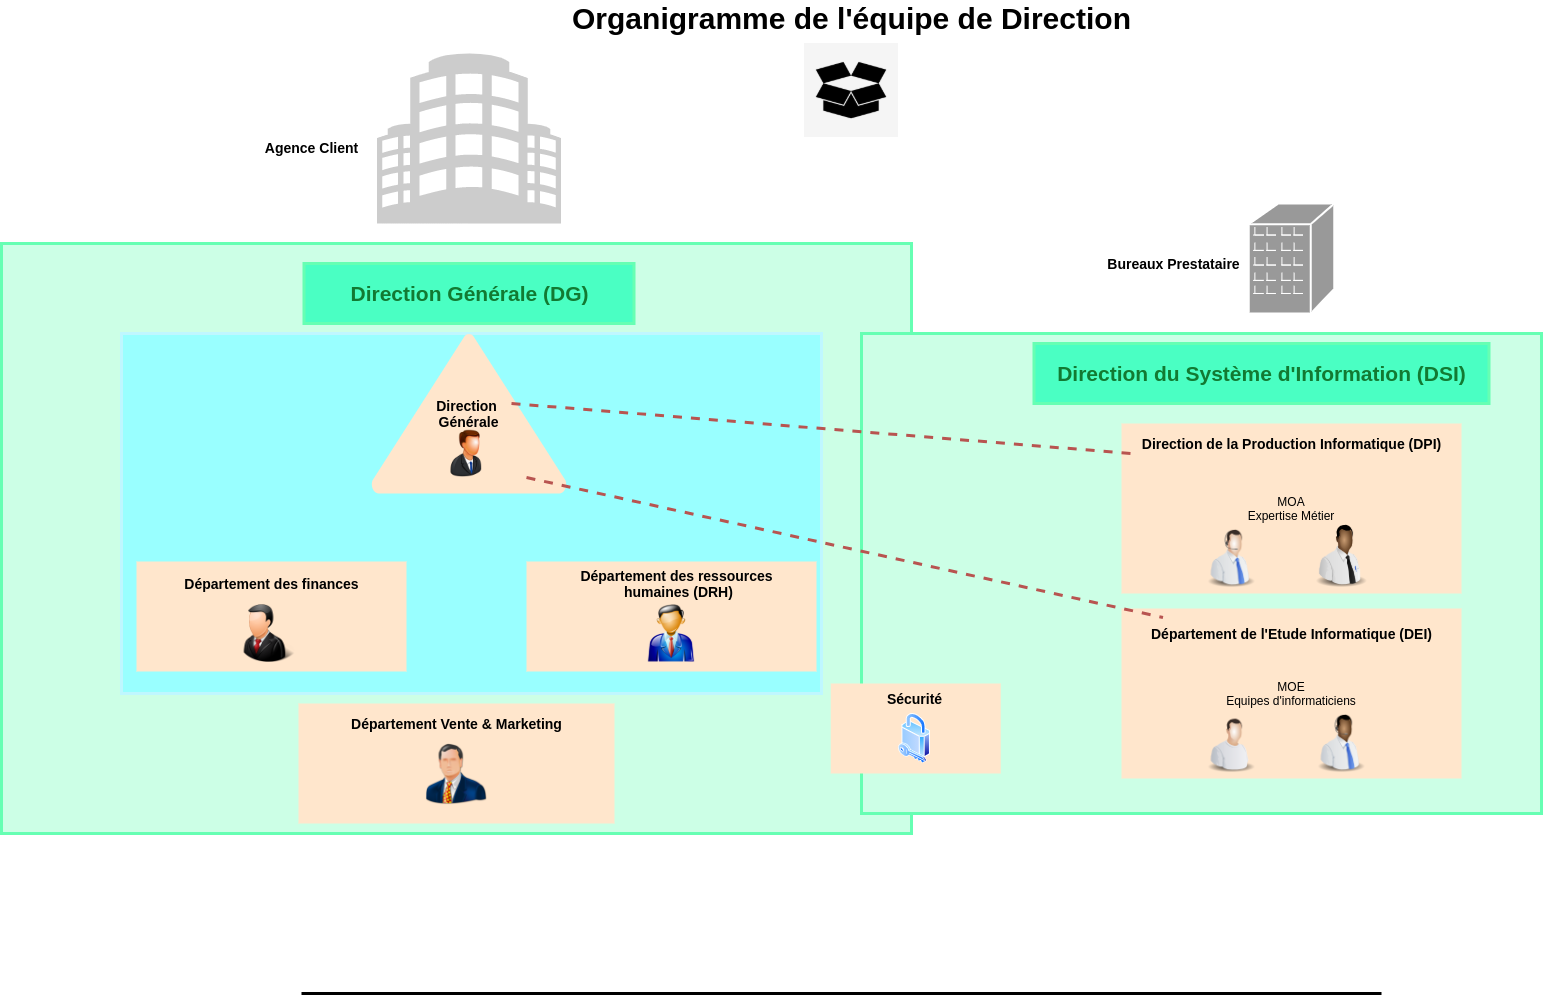 Organigramme de l'équipe de Direction
Agence Client
Bureaux Prestataire
Direction Générale (DG)
Direction du Système d'Information (DSI)
Direction
Générale
Direction de la Production Informatique (DPI)
MOA
Expertise Métier
Département des finances
Département des ressources
humaines (DRH)
Département de l'Etude Informatique (DEI)
MOE
Equipes d'informaticiens
Sécurité
Département Vente & Marketing